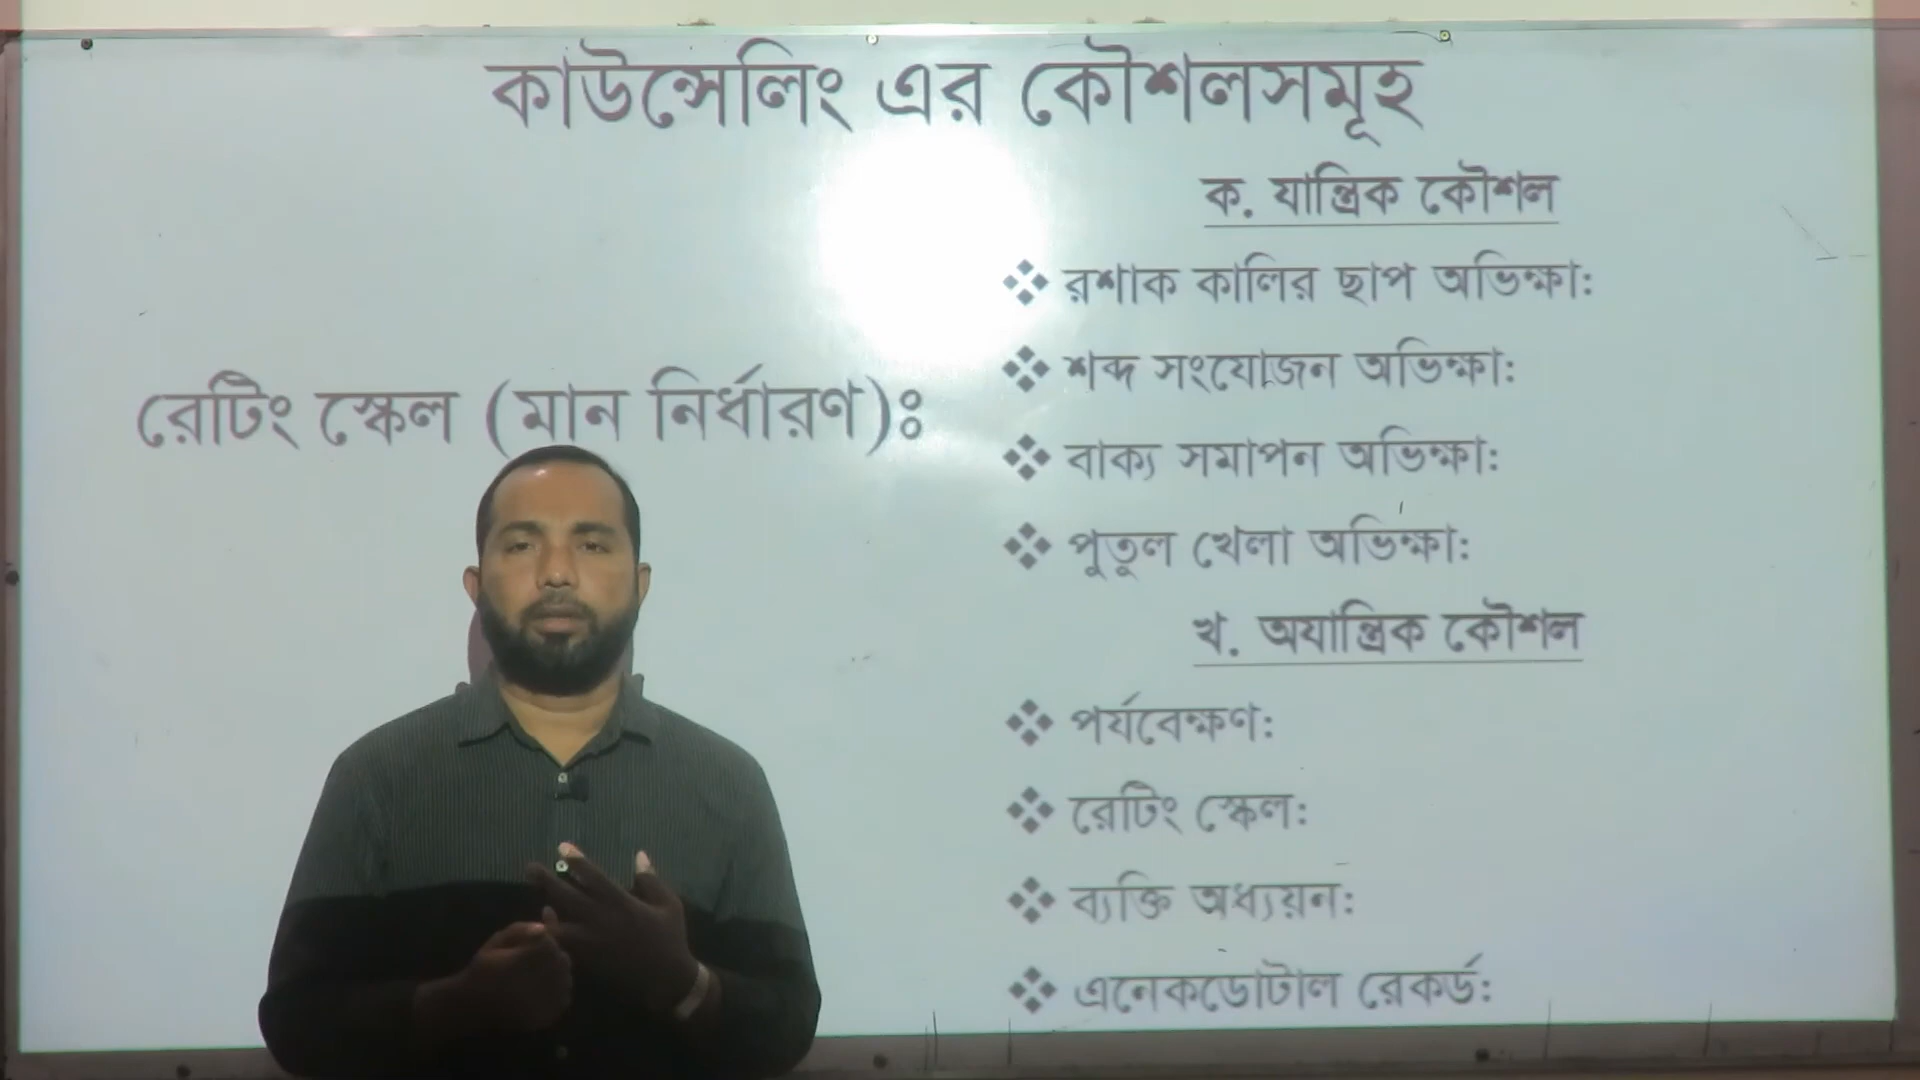 কাউন্সেলিং এর কৌশলসমূহ
রেটিং স্কেল (মান নির্ধারণ)ঃ
ক. যান্ত্রিক কৌশল
❖ রশাক কালির ছাপ অভিক্ষা:
❖ শব্দ সংযোজন অভিক্ষা:
❖ বাক্য সমাপন অভিক্ষা:
❖ পুতুল খেলা অভিক্ষা:
খ. অযান্ত্রিক কৌশল
❖ পর্যবেক্ষণ:
❖ রেটিং স্কেল:
❖ ব্যক্তি অধ্যয়ন:
❖ এনেকডোটাল রেকর্ড: